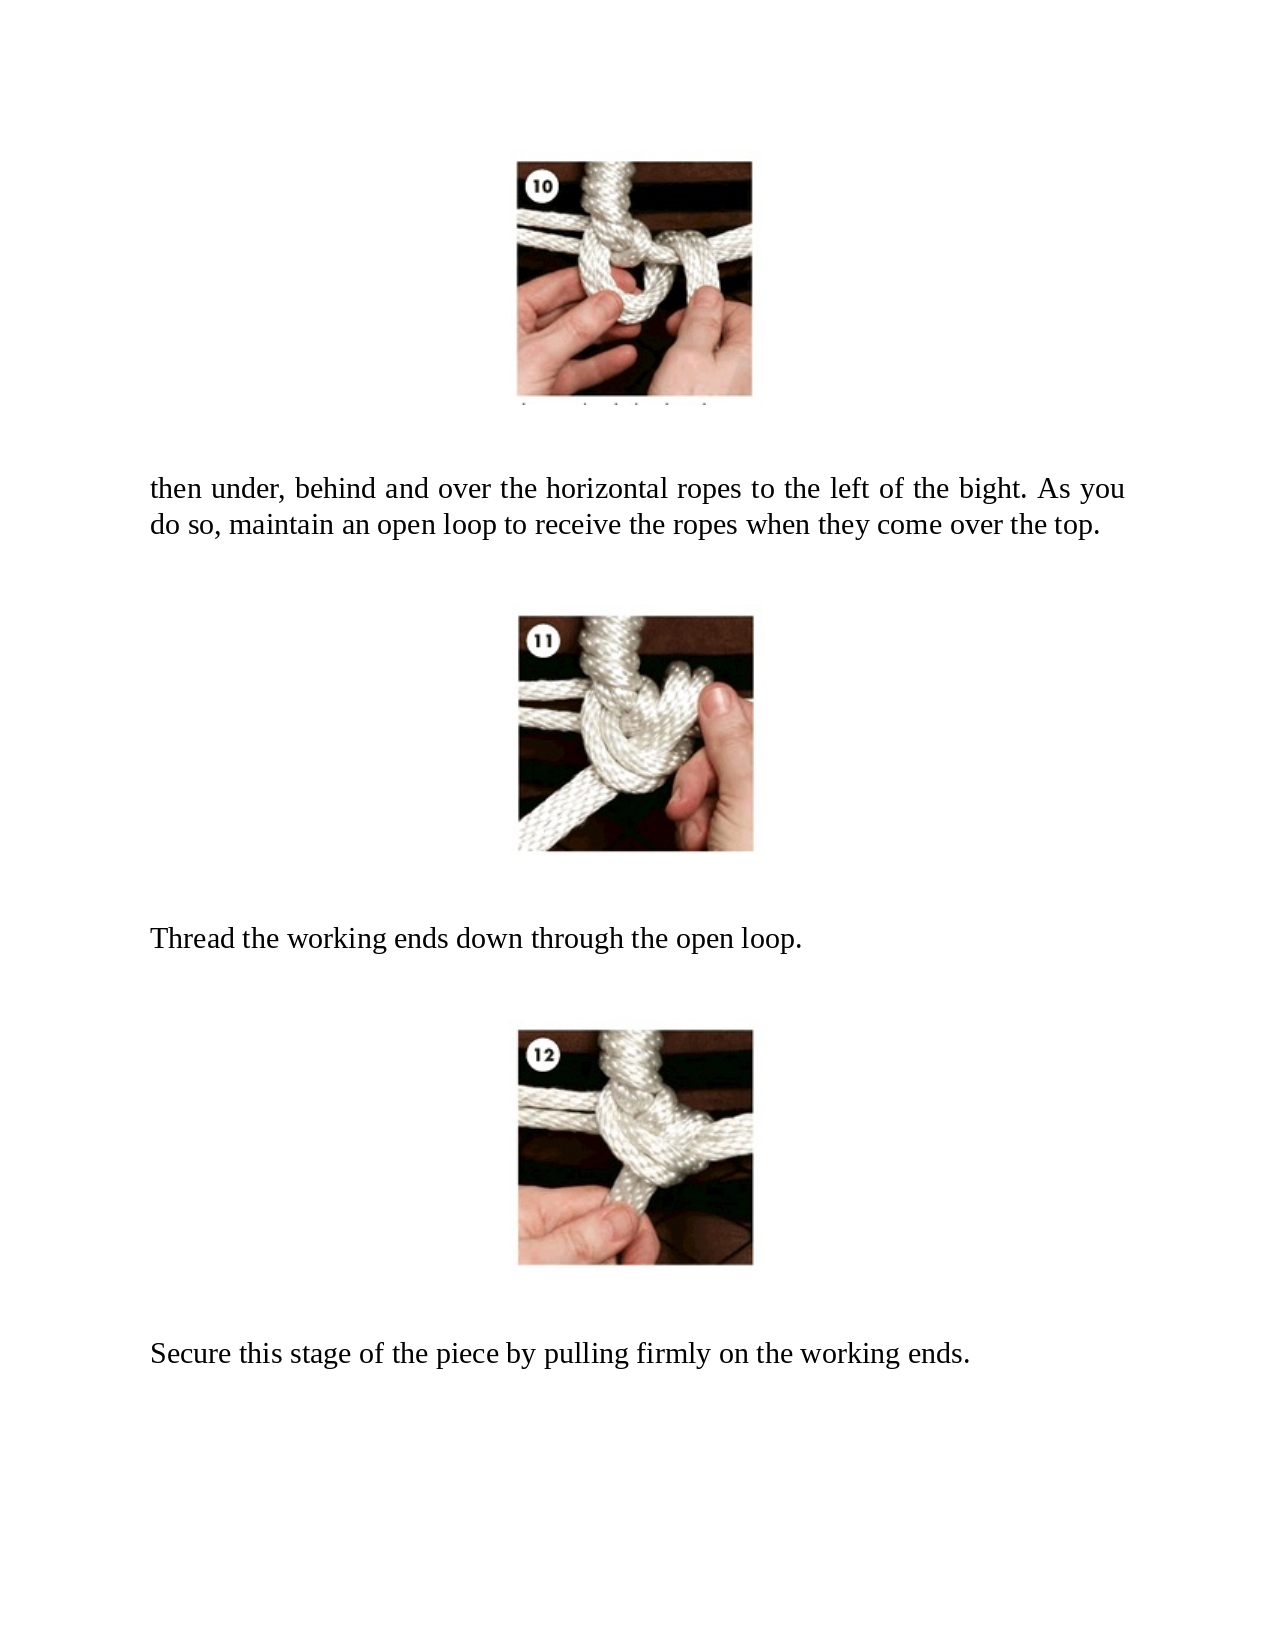 10
then under, behind and over the horizontal ropes to the left of the bight. As you
do so, maintain an open loop to receive the ropes when they come over the top.
11
Thread the working ends down through the open loop.
12
Secure this stage of the piece by pulling firmly on the working ends.